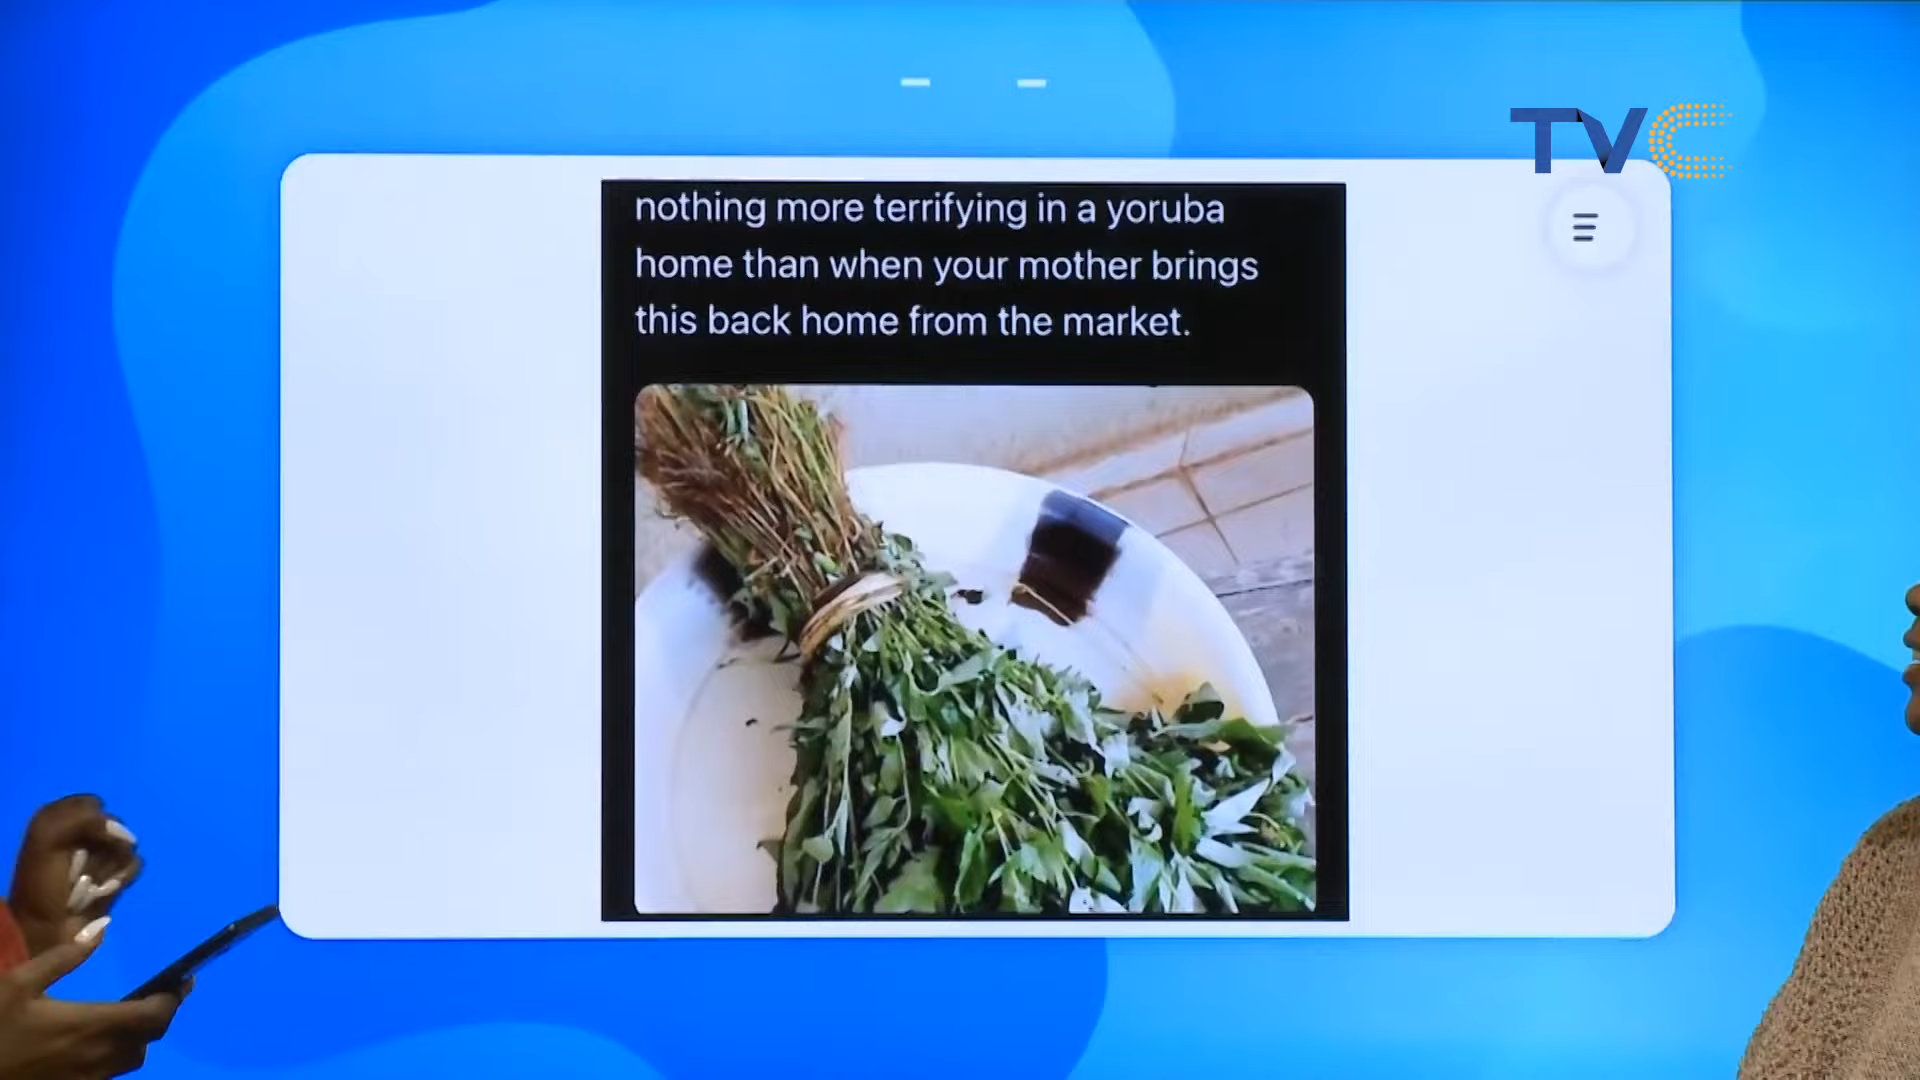 TVC
nothing more terrifying in a yoruba
home than when your mother brings
this back home from the market.